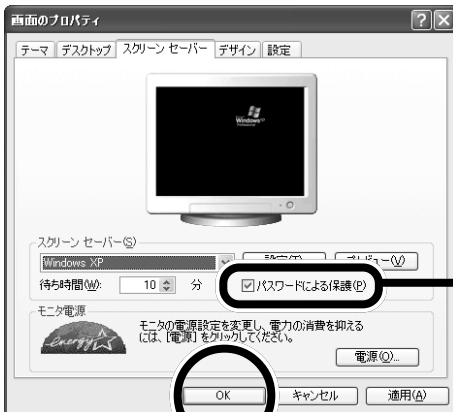 画面のプロパティ
テーマ デスクトップ スクリーン セーバー デザイン 設定
Windows xp
スクリーン セーバー(S)
Windows XP 設定(T) プレビュー(V)
待ち時間(W): 10 分 パスワードによる保護(P)
モニタ電源
energy
モニタの電源設定を変更し、電力の消費を抑える
には、[電源] をクリックしてください。
電源(O)...
OK キャンセル 適用(A)